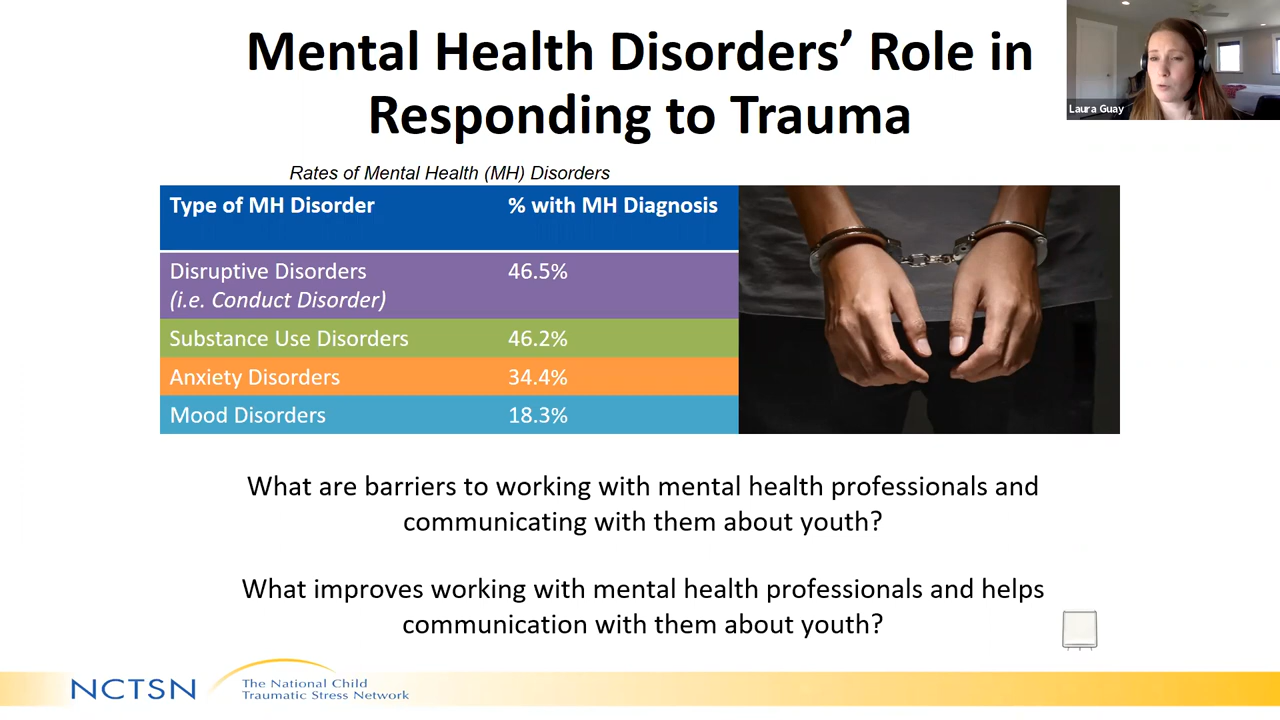 Mental Health Disorders’ Role in
Responding to Trauma
Laura Guay
Rates of Mental Health (MH) Disorders
Type of MH Disorder % with MH Diagnosis
Disruptive Disorders 46.5%
(i.e. Conduct Disorder)
Substance Use Disorders 46.2%
Anxiety Disorders 34.4%
Mood Disorders 18.3%
What are barriers to working with mental health professionals and
communicating with them about youth?
What improves working with mental health professionals and helps
communication with them about youth?
NCTSN
The National Child
Traumatic Stress Network